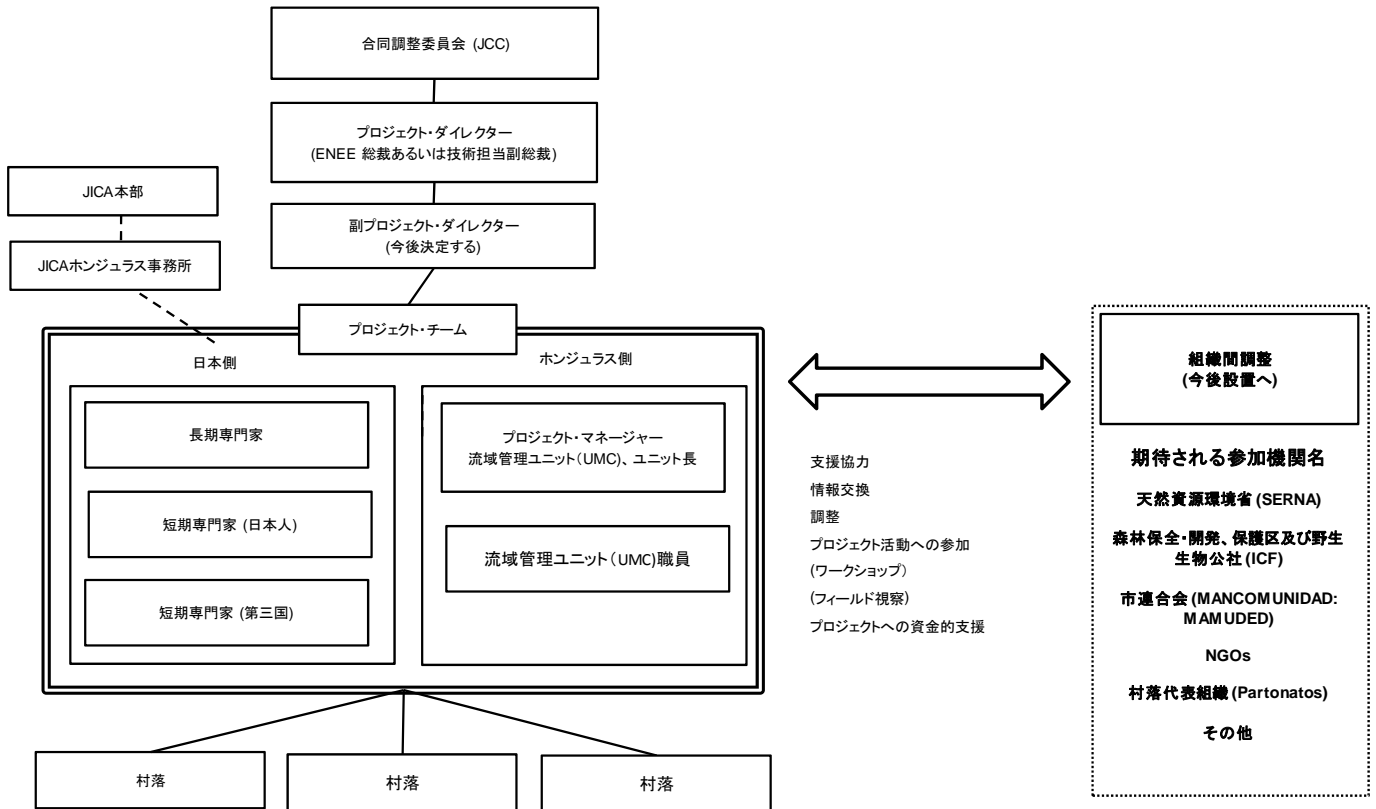 合同調整委員会 (JCC)
プロジェクト・ダイレクター
(ENEE 総裁あるいは技術担当副総裁)
副プロジェクト・ダイレクター
(今後決定する)
JICA本部
JICAホンジュラス事務所
プロジェクト・チーム
日本側
長期専門家
短期専門家 (日本人)
短期専門家 (第三国)
ホンジュラス側
プロジェクト・マネージャー
流域管理ユニット(UMC)、ユニット長
流域管理ユニット(UMC)職員
村落
村落
村落
支援協力
情報交換
調整
プロジェクト活動への参加
(ワークショップ)
(フィールド視察)
プロジェクトへの資金的支援
組織間調整
(今後設置へ)
期待される参加機関名
天然資源環境省 (SERNA)
森林保全・開発、保護区及び野生
生物公社 (ICF)
市連合会 (MANCOMUNIDAD:
MAMUDED)
NGOs
村落代表組織 (Partonatos)
その他